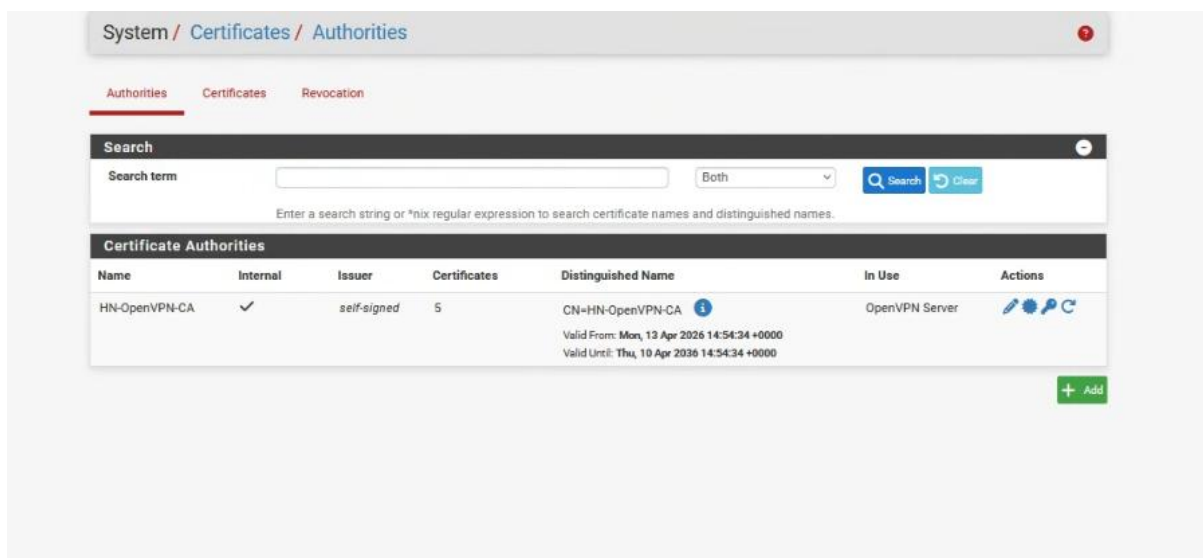 System / Certificates / Authorities
Authorities Certificates Revocation
Search
Search term Both Search Clear
Enter a search string or *nix regular expression to search certificate names and distinguished names.
Certificate Authorities
Name Internal Issuer Certificates Distinguished Name In Use Actions
HN-OpenVPN-CA self-signed 5 CN=HN-OpenVPN-CA OpenVPN Server
Valid From: Mon, 13 Apr 2026 14:54:34 +0000
Valid Until: Thu, 10 Apr 2036 14:54:34 +0000
+ Add